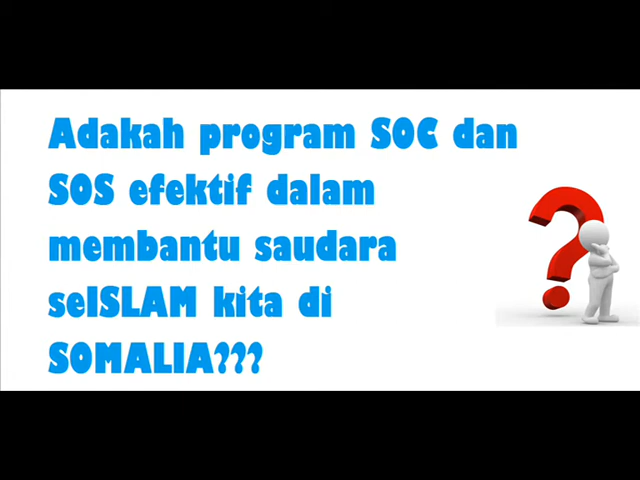 Adakah program SOC dan
SOS efektif dalam
membantu saudara
seISLAM kita di
SOMALIA???